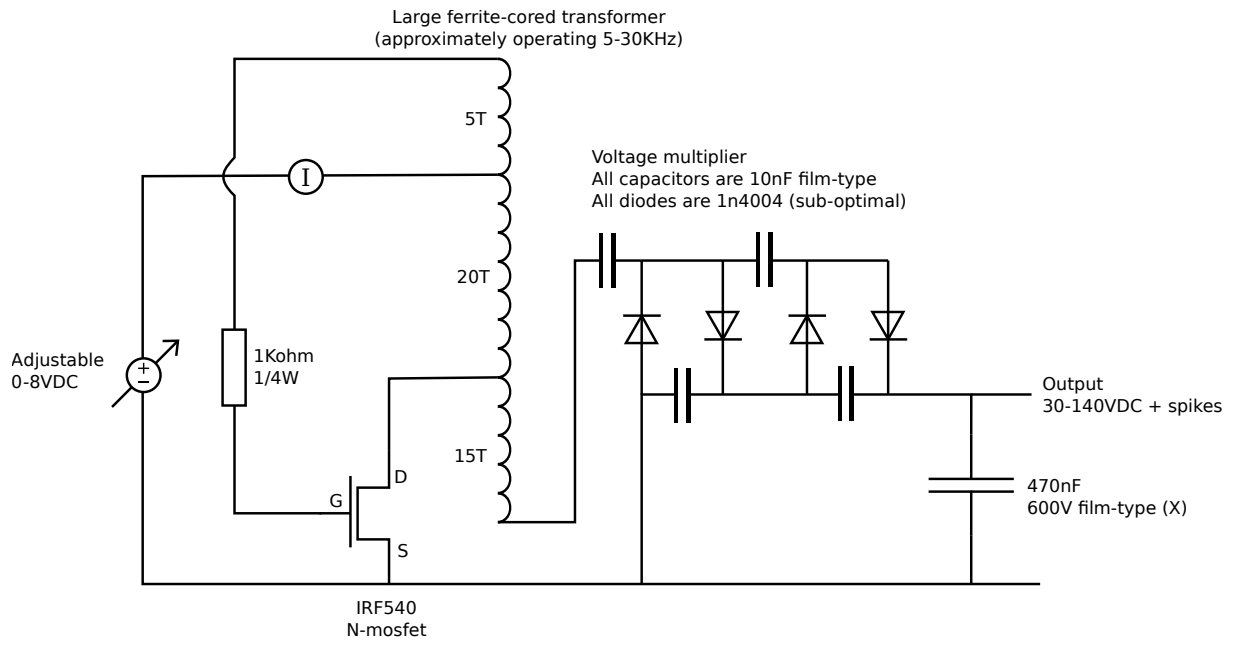 Large ferrite-cored transformer
(approximately operating 5-30KHz)
5T
I
Voltage multiplier
All capacitors are 10nF film-type
All diodes are 1n4004 (sub-optimal)
20T
Adjustable
0-8VDC
+
−
1Kohm
1/4W
Output
30-140VDC + spikes
15T
D
G
S
470nF
600V film-type (X)
IRF540
N-mosfet